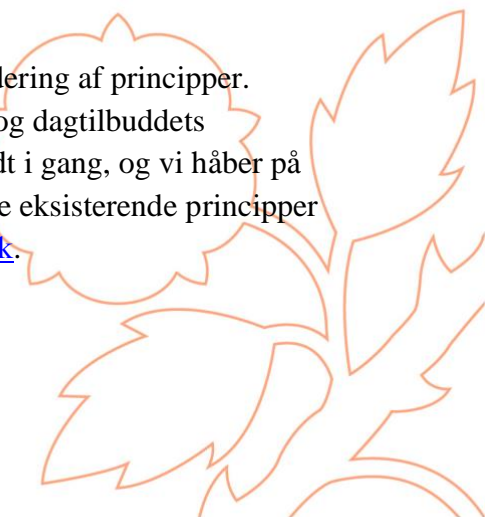 dering af principper.
og dagtilbuddets
dt i gang, og vi håber på
e eksisterende principper
k.